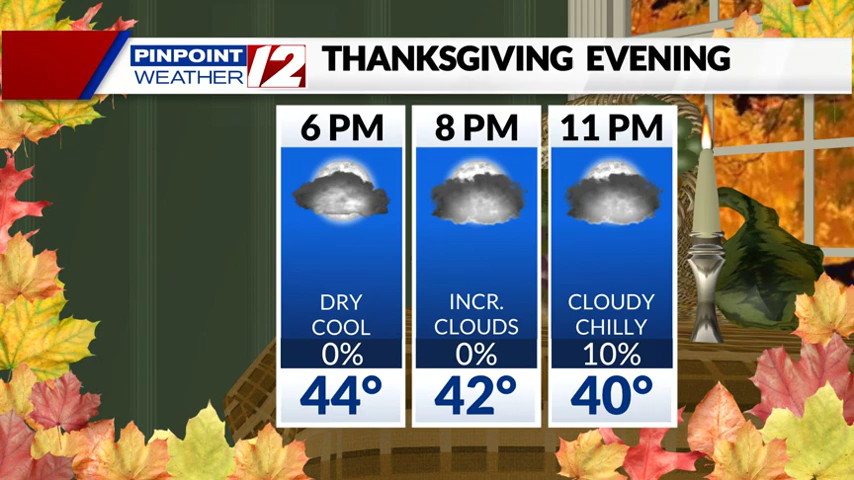 PINPOINT
WEATHER 12
THANKSGIVING EVENING
6 PM
DRY
COOL
0%
44°
8 PM
INCR.
CLOUDS
0%
42°
11 PM
CLOUDY
CHILLY
10%
40°